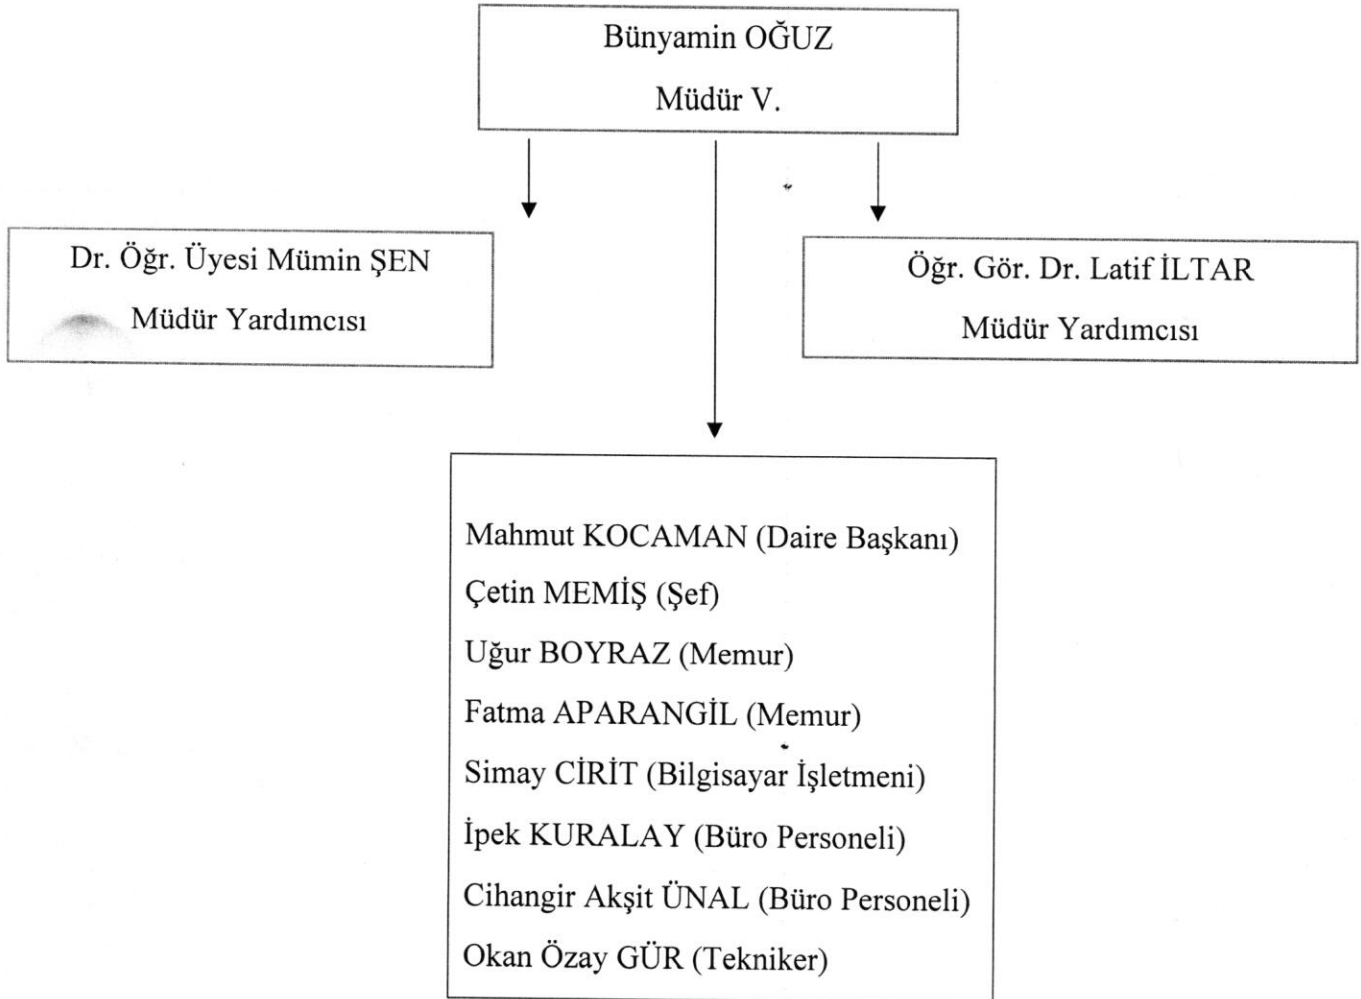 Bünyamin OĞUZ
Müdür V.
Dr. Öğr. Üyesi Mümin ŞEN
Müdür Yardımcısı
Öğr. Gör. Dr. Latif İLTAR
Müdür Yardımcısı
Mahmut KOCAMAN (Daire Başkanı)
Çetin MEMİŞ (Şef)
Uğur BOYRAZ (Memur)
Fatma APARANGİL (Memur)
Simay CİRİT (Bilgisayar İşletmeni)
İpek KURALAY (Büro Personeli)
Cihangir Akşit ÜNAL (Büro Personeli)
Okan Özay GÜR (Tekniker)